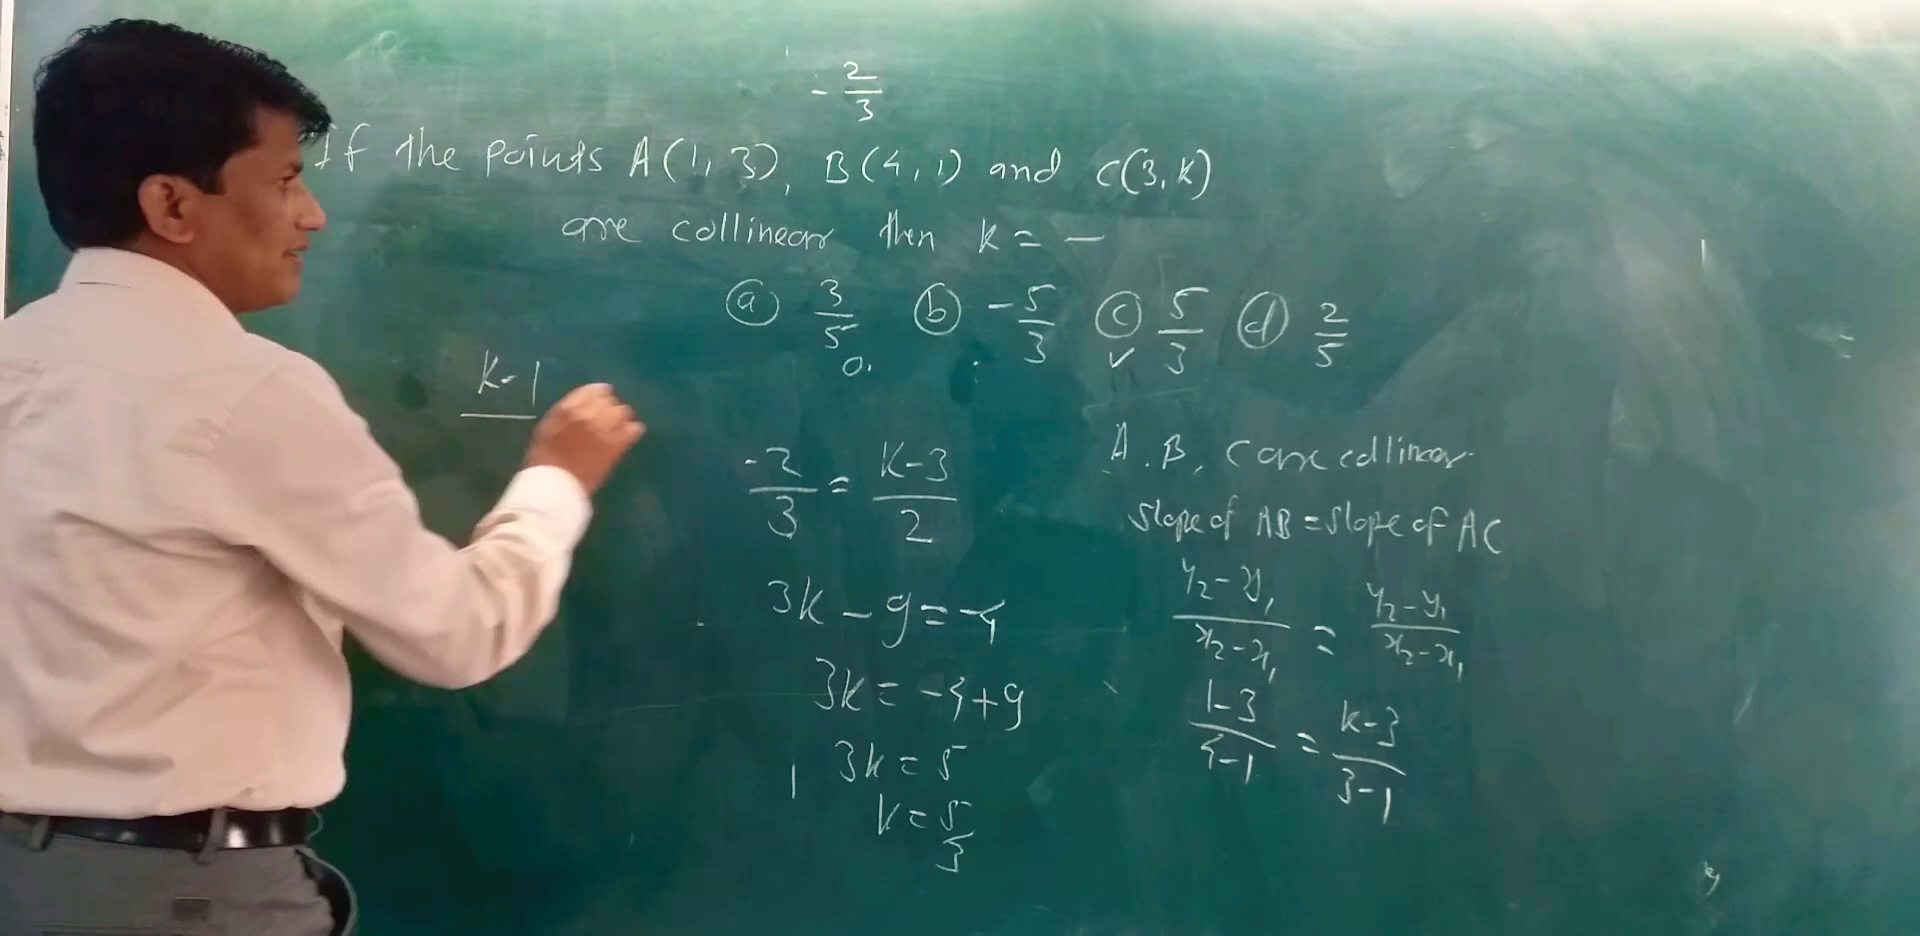 - 2/3
If the points A(1, 3), B(4, 1) and C(3, k)
are collinear then k = —
(a) 3/5 (b) -5/3 (c) 5/3 (d) 2/5
0. ✓
k-1
-2/3 = k-3/2
3k - 9 = -4
3k = -4+9
3k = 5
k = 5/3
A, B, C are collinear
Slope of AB = slope of AC
y₂-y₁/x₂-x₁ = y₂-y₁/x₂-x₁
1-3/4-1 = k-3/3-1